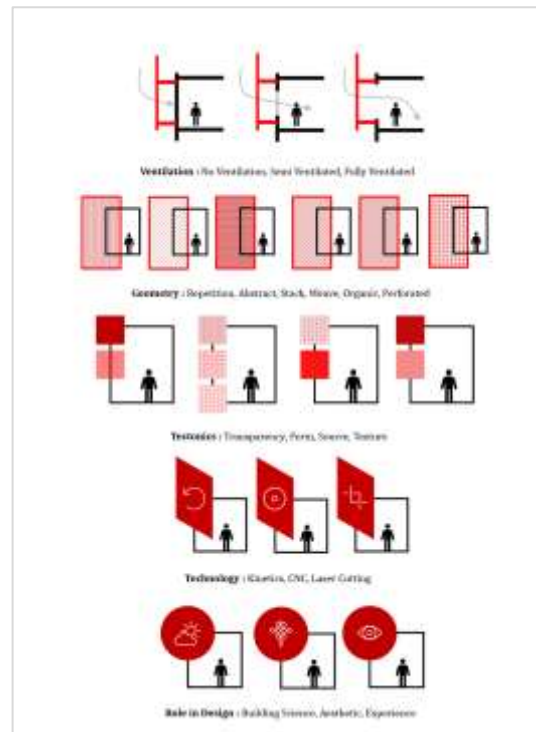 Ventilation : No Ventilation, Semi Ventilated, Fully Ventilated
Geometry : Repetition, Abstract, Stack, Weave, Organic, Perforated
Tectonics : Transparency, Form, Source, Texture
Technology : Kinetics, CNC, Laser Cutting
Role in Design : Building Science, Aesthetic, Experience